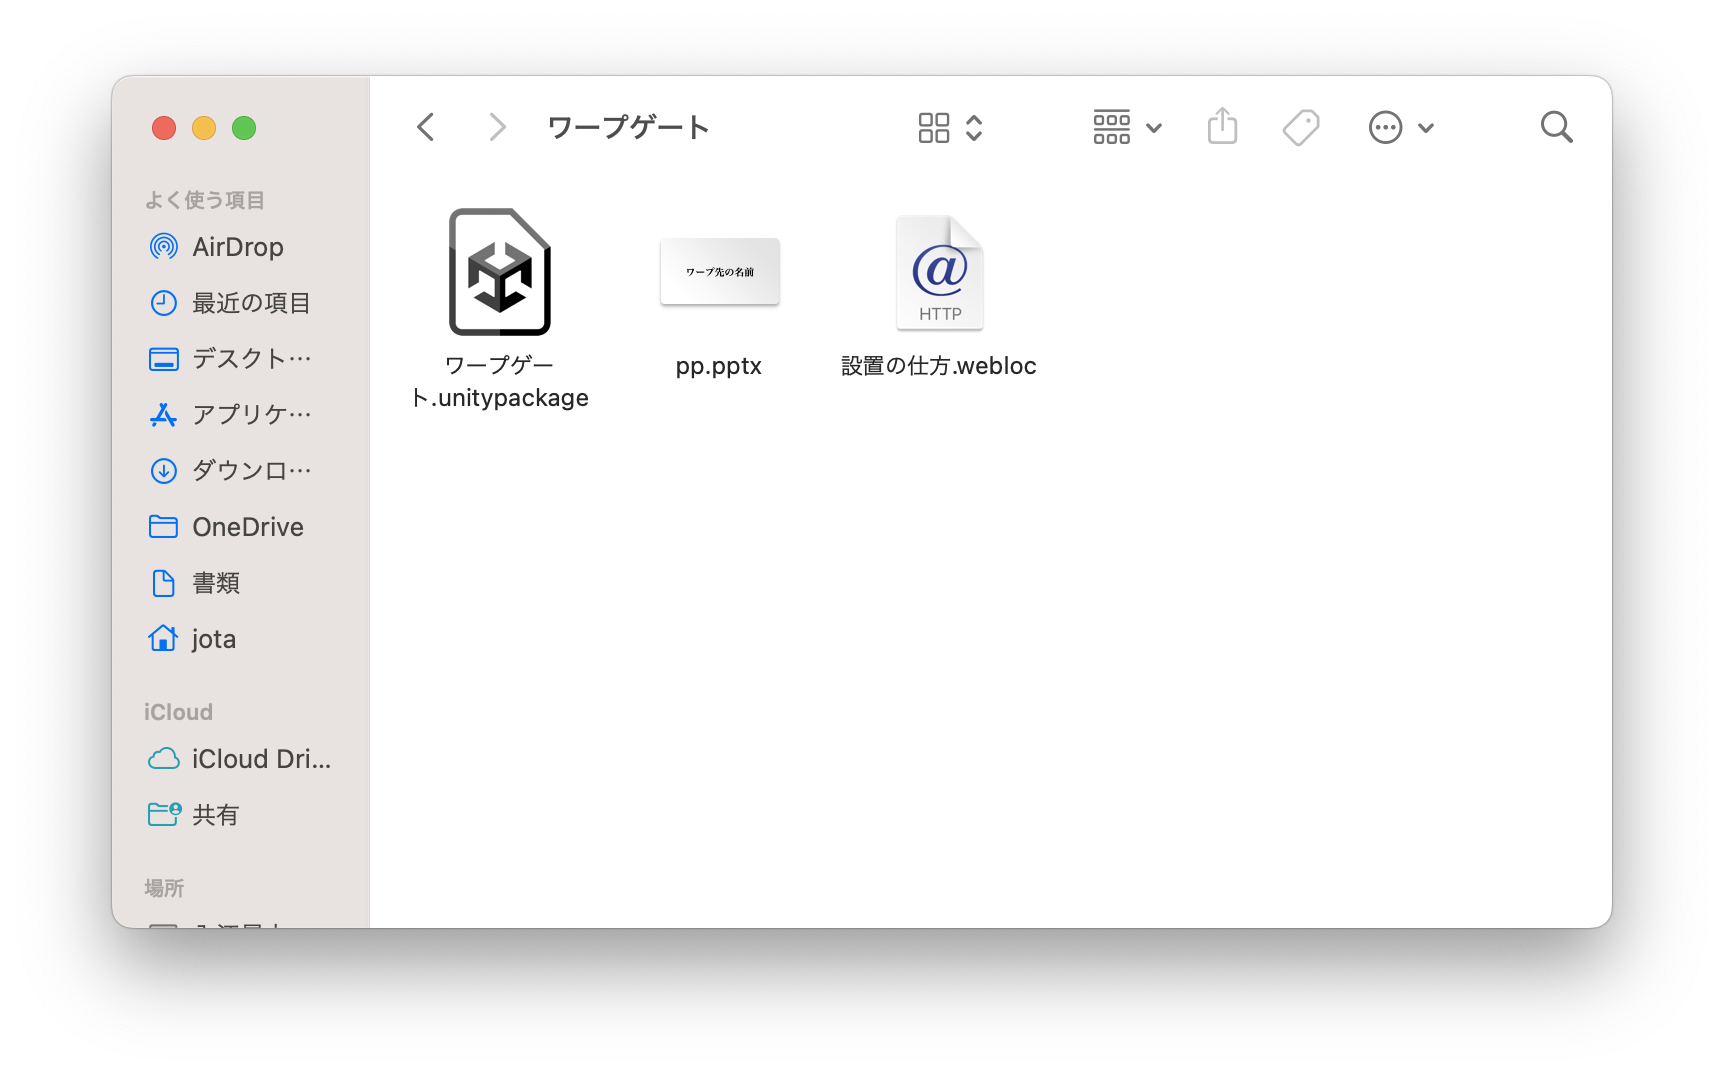 ワープゲート
よく使う項目
AirDrop
最近の項目
デスクト…
アプリケ…
ダウンロ…
OneDrive
書類
jota
iCloud
iCloud Dri...
共有
場所
ワープゲー
ト.unitypackage
ワープ先の名前
pp.pptx
@
HTTP
設置の仕方.webloc